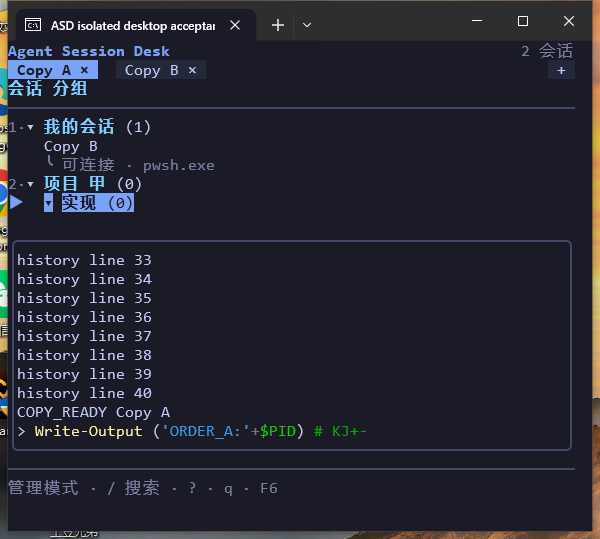 ASD isolated desktop acceptar
Agent Session Desk 2 会话
Copy A × Copy B × +
会话 分组
1·▾ 我的会话 (1)
Copy B
╰ 可连接 · pwsh.exe
2·▾ 项目 甲 (0)
▶ ▾ 实现 (0)
history line 33
history line 34
history line 35
history line 36
history line 37
history line 38
history line 39
history line 40
COPY_READY Copy A
> Write-Output ('ORDER_A:'+$PID) # KJ+-
管理模式 · / 搜索 · ? · q · F6